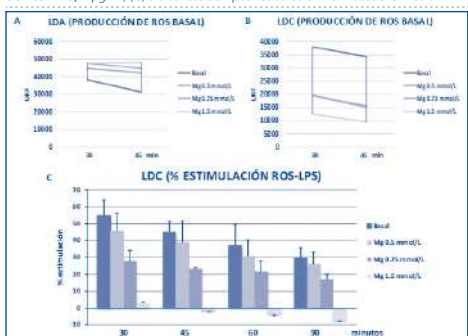 A LDA (PRODUCCIÓN DE ROS BASAL)
60000
50000
40000
30000
20000
10000
0
URF
30 45 min
Basal
Mg 0.5 mmol/L
Mg 0.75 mmol/L
Mg 1.0 mmol/L
B LDC (PRODUCCIÓN DE ROS BASAL)
40000
35000
30000
25000
20000
15000
10000
5000
0
URF
30 45 min
Basal
Mg 0.5 mmol/L
Mg 0.75 mmol/L
Mg 1.0 mmol/L
C LDC (% ESTIMULACIÓN ROS-LPS)
70
60
50
40
30
20
10
0
-10
% estimulación
30 45 60 90 minutos
Basal
Mg 0.5 mmol/L
Mg 0.75 mmol/L
Mg 1.0 mmol/L